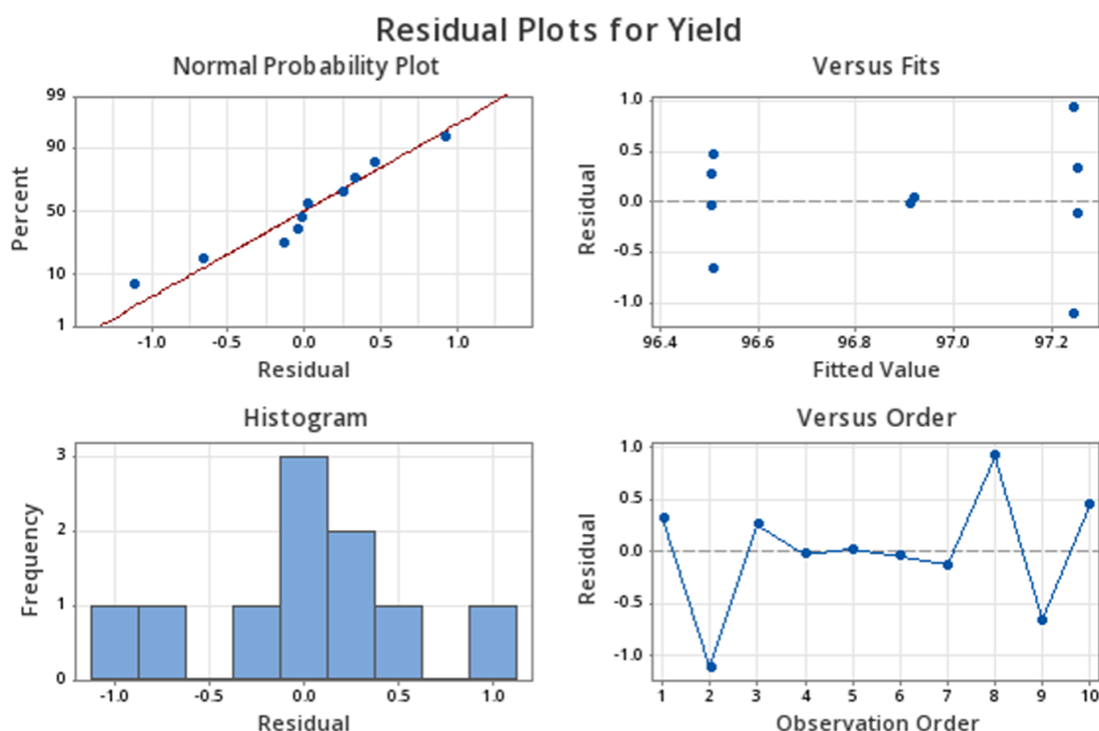 Residual Plots for Yield
Normal Probability Plot
99
90
50
10
1
Percent
-1.0 -0.5 0.0 0.5 1.0
Residual
Versus Fits
1.0
0.5
0.0
-0.5
-1.0
Residual
96.4 96.6 96.8 97.0 97.2
Fitted Value
Histogram
3
2
1
0
Frequency
-1.0 -0.5 0.0 0.5 1.0
Residual
Versus Order
1.0
0.5
0.0
-0.5
-1.0
Residual
1 2 3 4 5 6 7 8 9 10
Observation Order